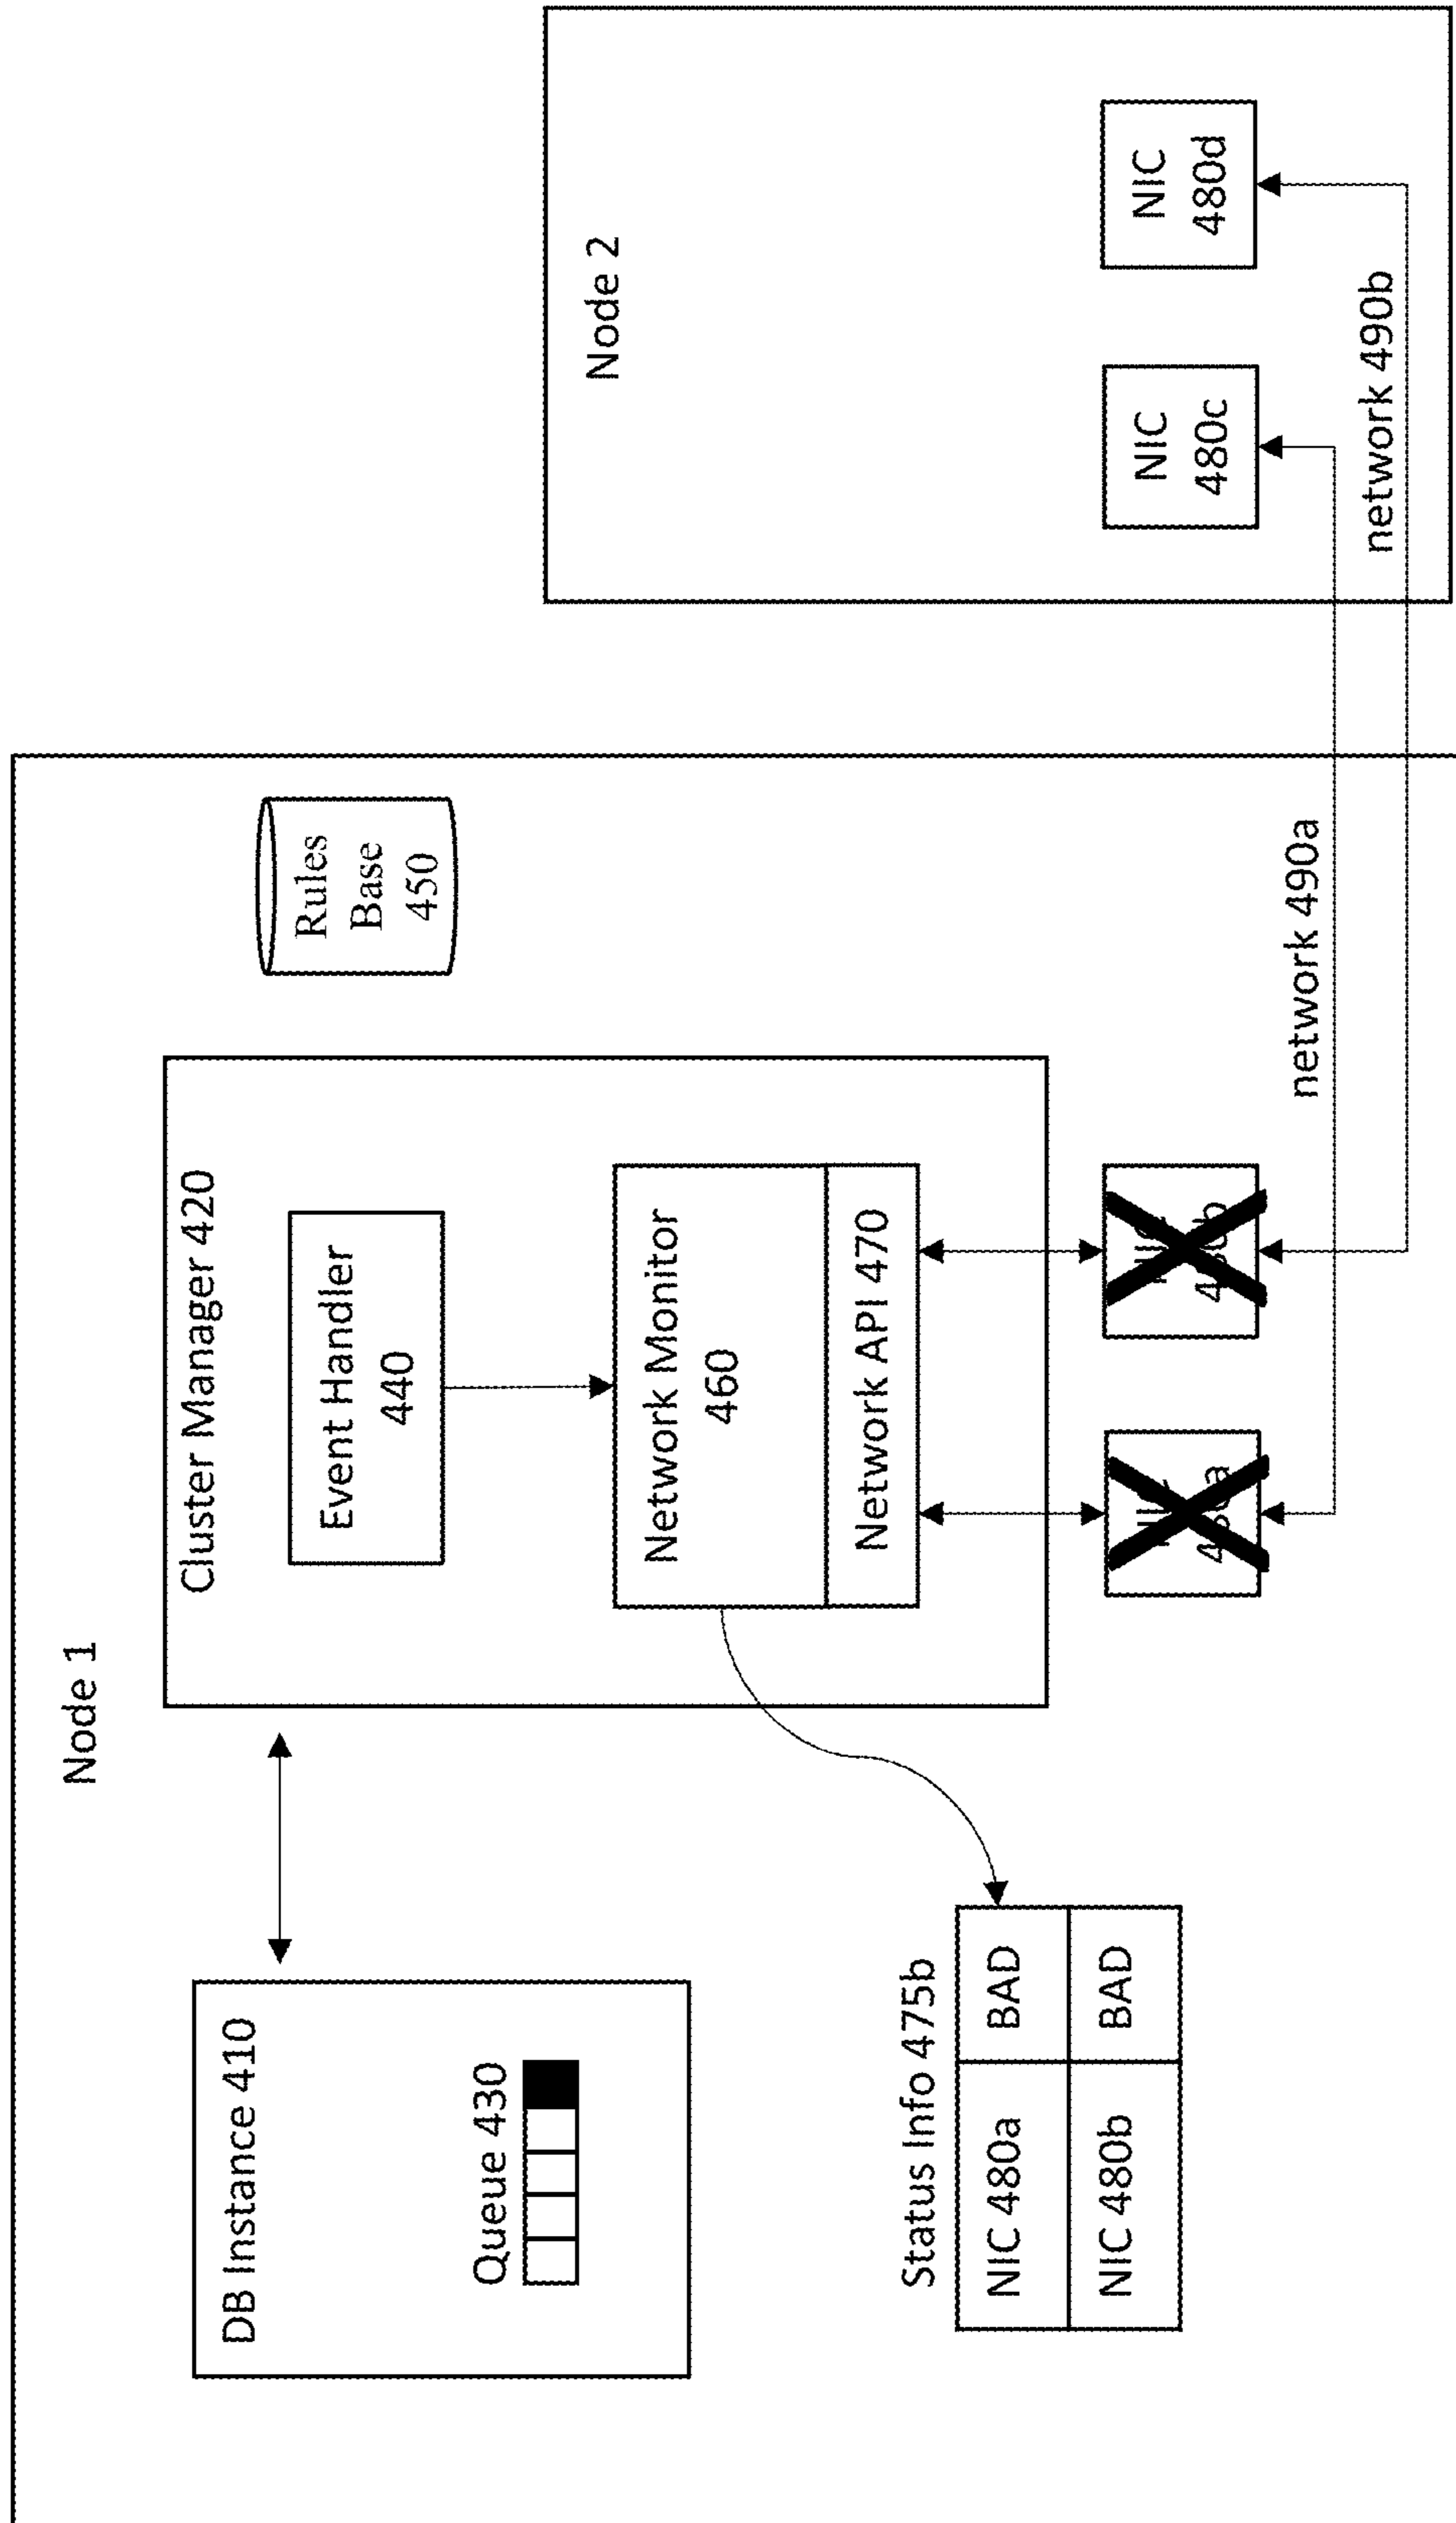 Node 1
DB Instance 410
Queue 430
Cluster Manager 420
Event Handler
440
Network Monitor
460
Network API 470
Rules
Base
450
Status Info 475b
NIC 480a BAD
NIC 480b BAD
network 490a
Node 2
NIC
480c
NIC
480d
network 490b